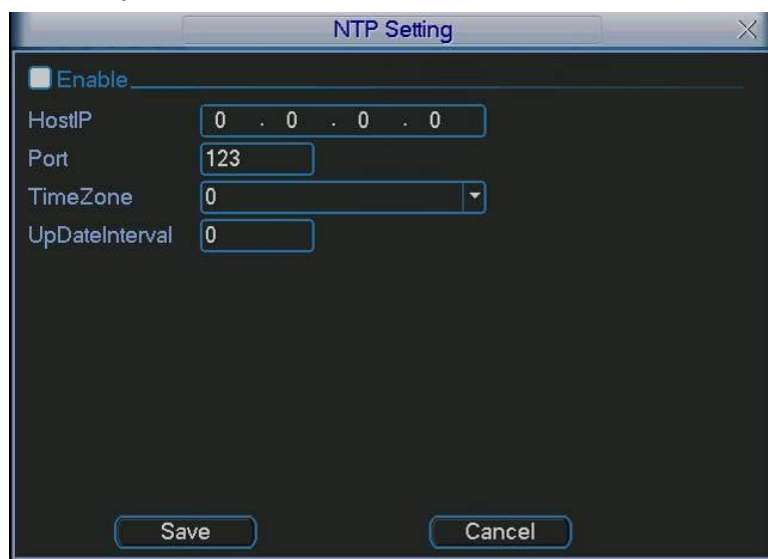 NTP Setting
Enable
HostIP 0 . 0 . 0 . 0
Port 123
TimeZone 0
UpDateInterval 0
Save Cancel